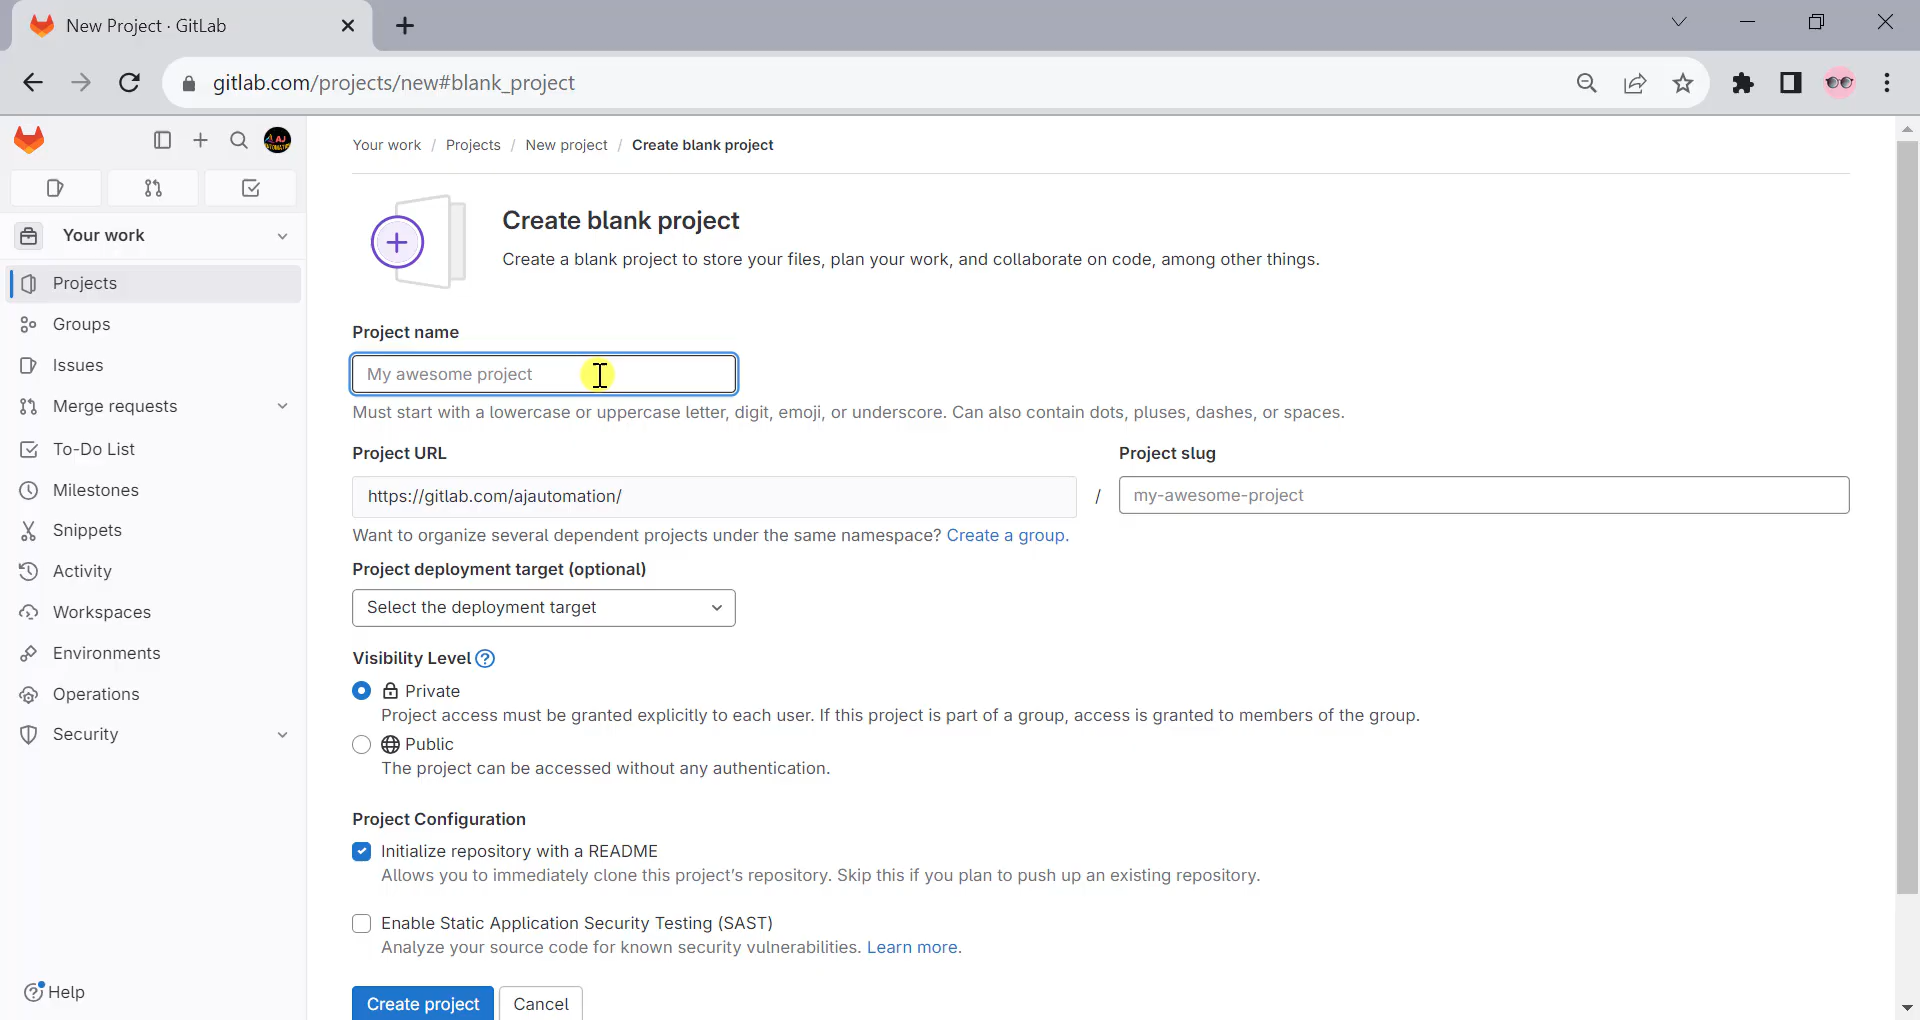 New Project · GitLab
gitlab.com/projects/new#blank_project
Your work / Projects / New project / Create blank project
Create blank project
Create a blank project to store your files, plan your work, and collaborate on code, among other things.
Your work
Projects
Groups
Issues
Merge requests
To-Do List
Milestones
Snippets
Activity
Workspaces
Environments
Operations
Security
Help
Project name
My awesome project
Must start with a lowercase or uppercase letter, digit, emoji, or underscore. Can also contain dots, pluses, dashes, or spaces.
Project URL
Project slug
https://gitlab.com/ajautomation/
/
my-awesome-project
Want to organize several dependent projects under the same namespace? Create a group.
Project deployment target (optional)
Select the deployment target
Visibility Level
Private
Project access must be granted explicitly to each user. If this project is part of a group, access is granted to members of the group.
Public
The project can be accessed without any authentication.
Project Configuration
Initialize repository with a README
Allows you to immediately clone this project's repository. Skip this if you plan to push up an existing repository.
Enable Static Application Security Testing (SAST)
Analyze your source code for known security vulnerabilities. Learn more.
Create project
Cancel